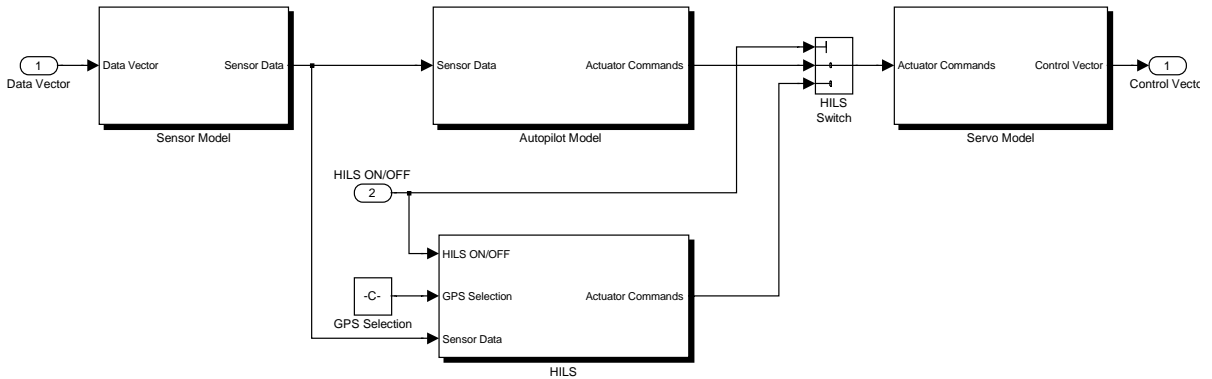 1
Data Vector
Data Vector
Sensor Data
Sensor Model
Sensor Data
Actuator Commands
Autopilot Model
HILS
Switch
Actuator Commands
Control Vector
Servo Model
1
Control Vecto
HILS ON/OFF
2
HILS ON/OFF
-C-
GPS Selection
GPS Selection
Actuator Commands
Sensor Data
HILS